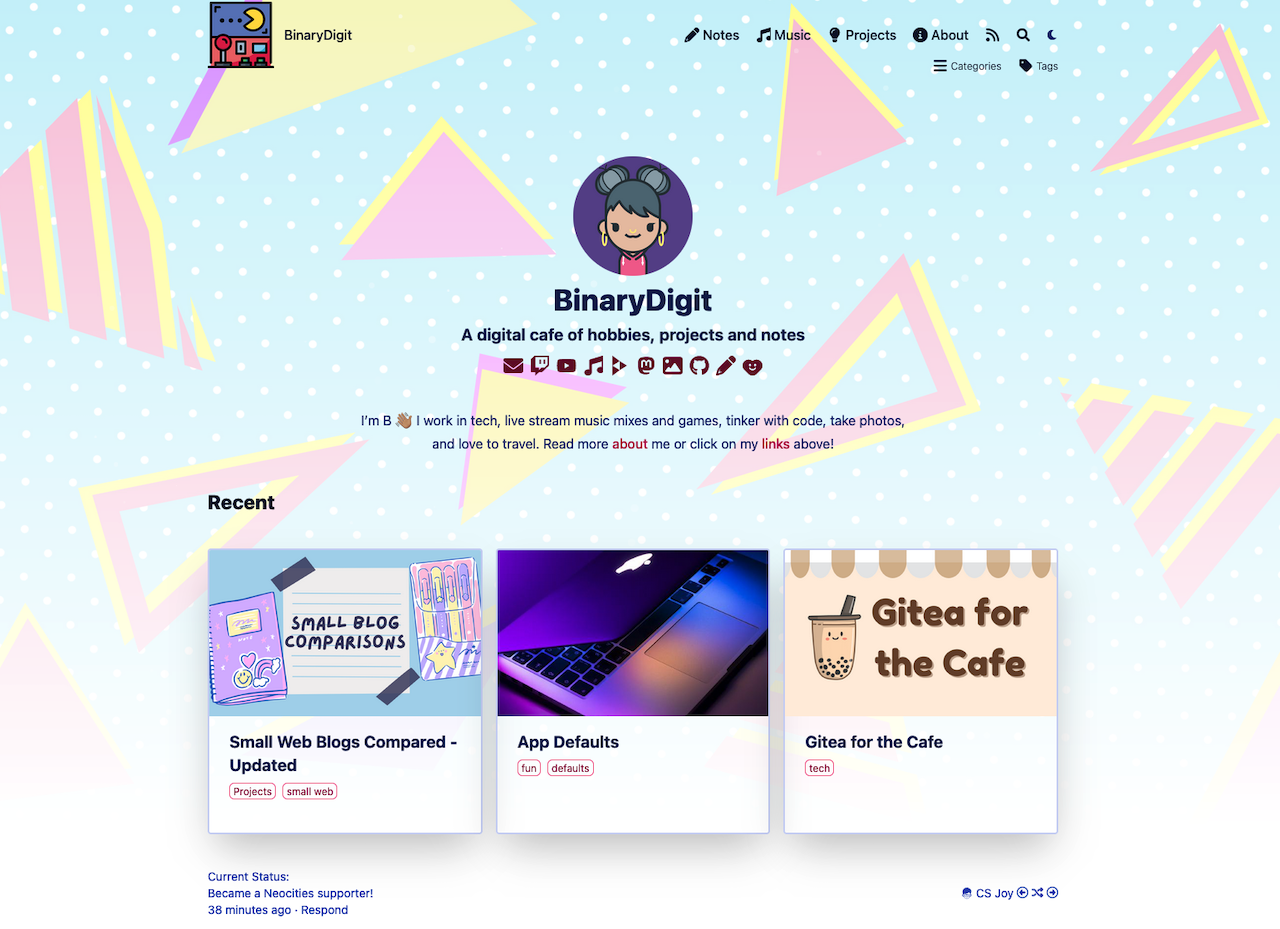 BinaryDigit
Notes Music Projects About
Categories Tags
BinaryDigit
A digital cafe of hobbies, projects and notes
I'm B 👋🏽 I work in tech, live stream music mixes and games, tinker with code, take photos,
and love to travel. Read more about me or click on my links above!
Recent
SMALL BLOG
COMPARISONS
Gitea for
the Cafe
Small Web Blogs Compared -
Updated
Projects small web
App Defaults
fun defaults
Gitea for the Cafe
tech
Current Status:
Became a Neocities supporter!
38 minutes ago · Respond
CS Joy